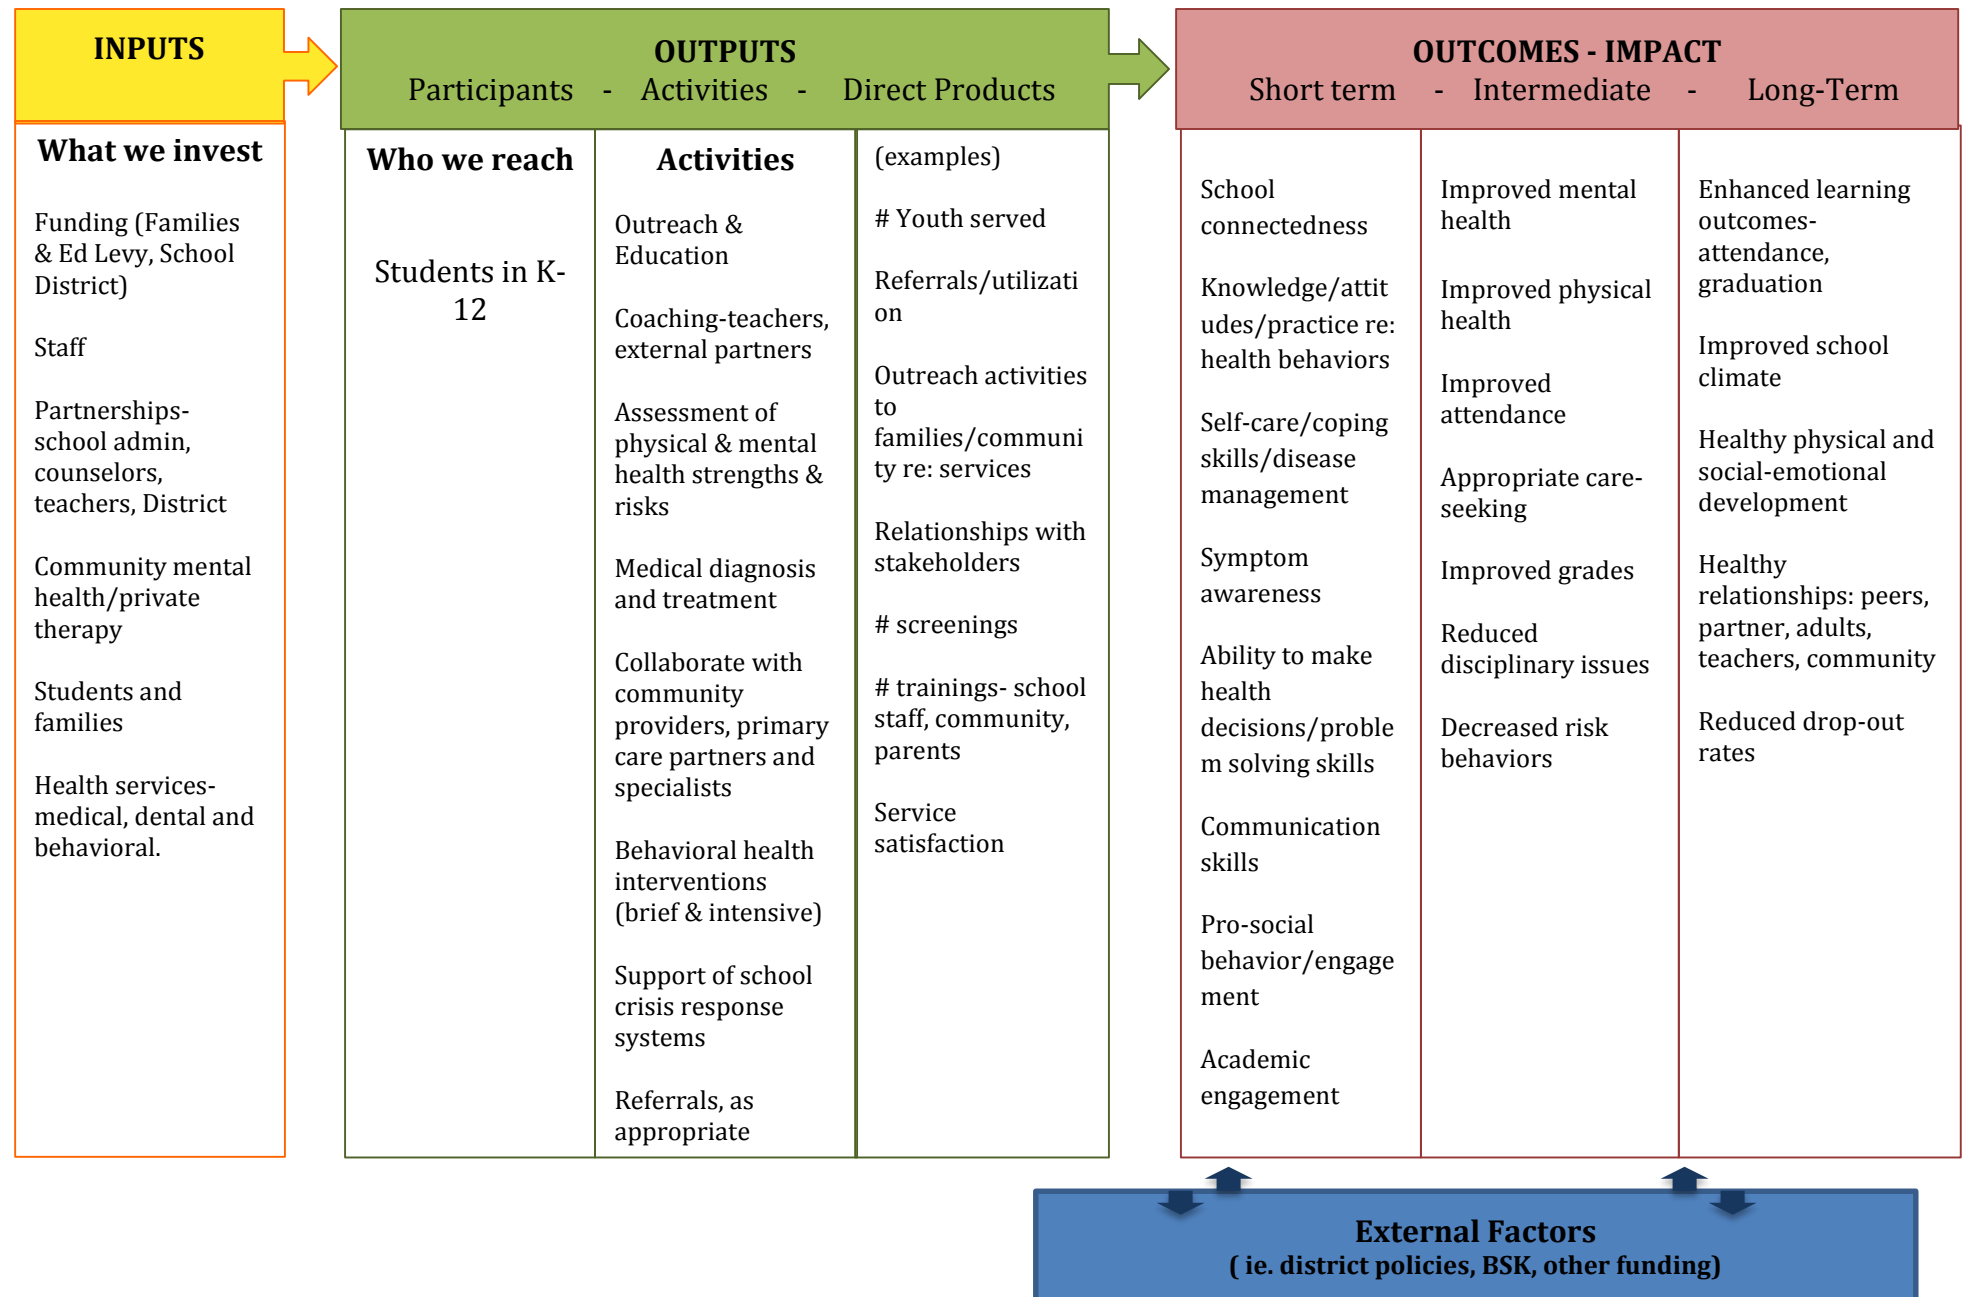 INPUTS
What we invest
Funding (Families
& Ed Levy, School
District)
Staff
Partnerships-
school admin,
counselors,
teachers, District
Community mental
health/private
therapy
Students and
families
Health services-
medical, dental and
behavioral.
OUTPUTS
Participants - Activities - Direct Products
Who we reach
Students in K-
12
Activities
Outreach &
Education
Coaching-teachers,
external partners
Assessment of
physical & mental
health strengths &
risks
Medical diagnosis
and treatment
Collaborate with
community
providers, primary
care partners and
specialists
Behavioral health
interventions
(brief & intensive)
Support of school
crisis response
systems
Referrals, as
appropriate
(examples)
# Youth served
Referrals/utilizati
on
Outreach activities
to
families/communi
ty re: services
Relationships with
stakeholders
# screenings
# trainings- school
staff, community,
parents
Service
satisfaction
OUTCOMES - IMPACT
Short term - Intermediate - Long-Term
School
connectedness
Knowledge/attit
udes/practice re:
health behaviors
Self-care/coping
skills/disease
management
Symptom
awareness
Ability to make
health
decisions/proble
m solving skills
Communication
skills
Pro-social
behavior/engage
ment
Academic
engagement
Improved mental
health
Improved physical
health
Improved
attendance
Appropriate care-
seeking
Improved grades
Reduced
disciplinary issues
Decreased risk
behaviors
Enhanced learning
outcomes-
attendance,
graduation
Improved school
climate
Healthy physical and
social-emotional
development
Healthy
relationships: peers,
partner, adults,
teachers, community
Reduced drop-out
rates
External Factors
( ie. district policies, BSK, other funding)